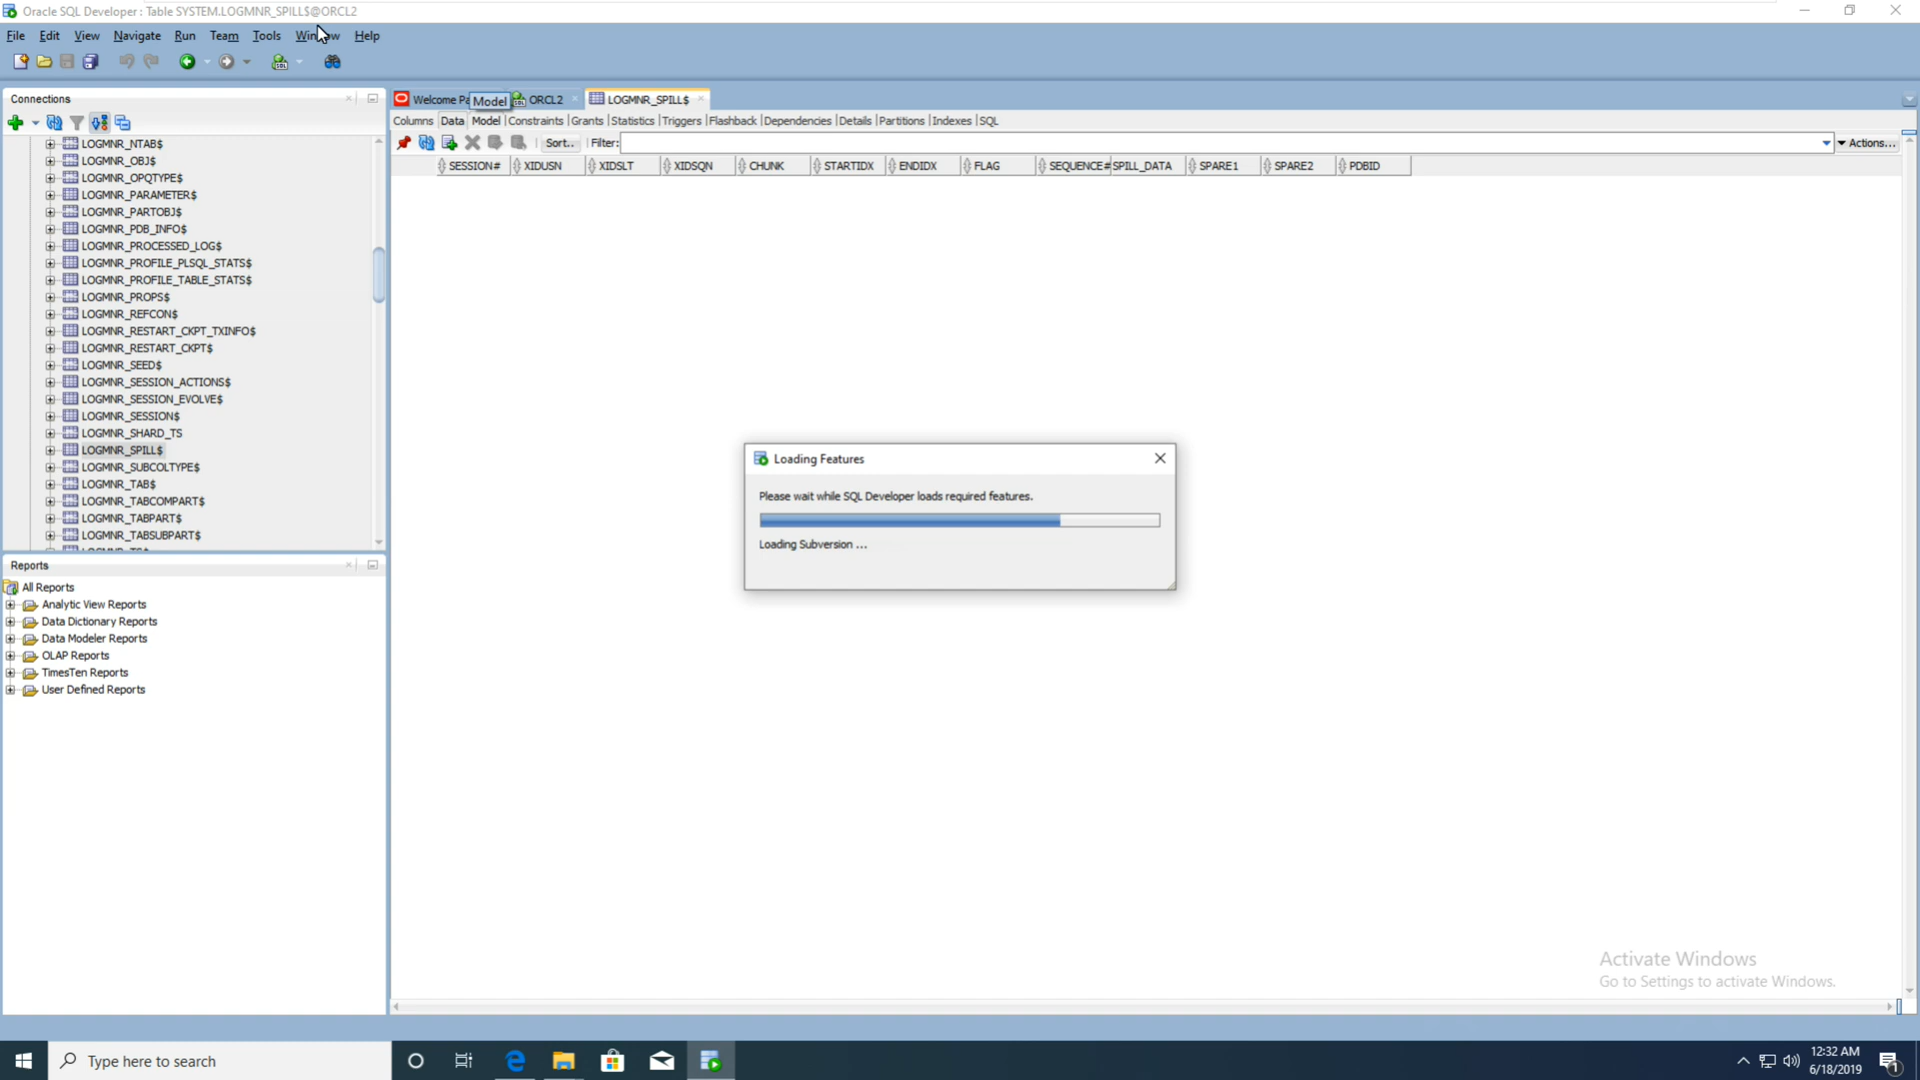 Oracle SQL Developer : Table SYSTEM.LOGMNR_SPILL$@ORCL2
File Edit View Navigate Run Team Tools Window Help
Connections
LOGMNR_NTAB$
LOGMNR_OBJ$
LOGMNR_OPQTYPE$
LOGMNR_PARAMETER$
LOGMNR_PARTOBJ$
LOGMNR_PDB_INFO$
LOGMNR_PROCESSED_LOG$
LOGMNR_PROFILE_PLSQL_STATS$
LOGMNR_PROFILE_TABLE_STATS$
LOGMNR_PROPS$
LOGMNR_REFCON$
LOGMNR_RESTART_CKPT_TXINFO$
LOGMNR_RESTART_CKPT$
LOGMNR_SEED$
LOGMNR_SESSION_ACTIONS$
LOGMNR_SESSION_EVOLVE$
LOGMNR_SESSION$
LOGMNR_SHARD_TS
LOGMNR_SPILL$
LOGMNR_SUBCOLTYPE$
LOGMNR_TAB$
LOGMNR_TABCOMPART$
LOGMNR_TABPART$
LOGMNR_TABSUBPART$
Reports
All Reports
Analytic View Reports
Data Dictionary Reports
Data Modeler Reports
OLAP Reports
TimesTen Reports
User Defined Reports
Welcome Pa Model ORCL2 LOGMNR_SPILL$
Columns Data Model Constraints Grants Statistics Triggers Flashback Dependencies Details Partitions Indexes SQL
Sort.. Filter: Actions...
SESSION# XIDUSN XIDSLT XIDSQN CHUNK STARTIDX ENDIDX FLAG SEQUENCE# SPILL_DATA SPARE1 SPARE2 PDBID
Loading Features
Please wait while SQL Developer loads required features.
Loading Subversion ...
Activate Windows
Go to Settings to activate Windows.
Type here to search
12:32 AM
6/18/2019
1